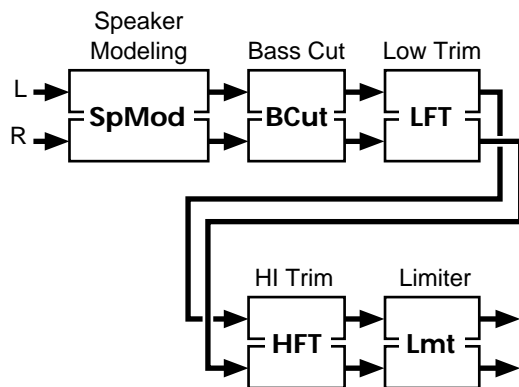 Speaker
Modeling
Bass Cut
Low Trim
L
R
SpMod
BCut
LFT
HI Trim
Limiter
HFT
Lmt